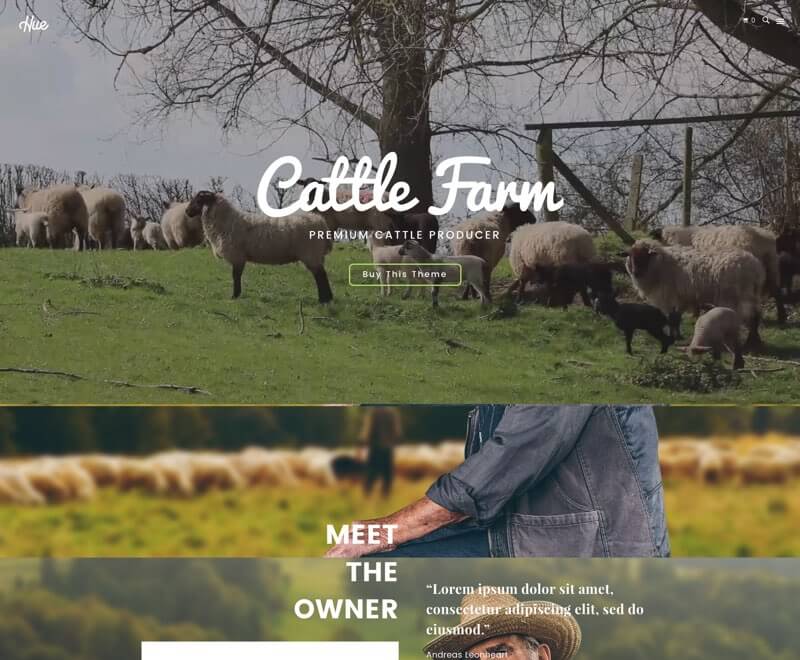 Hue
0
Cattle Farm
PREMIUM CATTLE PRODUCER
Buy This Theme
MEET
THE
OWNER
“Lorem ipsum dolor sit amet,
consectetur adipiscing elit, sed do
eiusmod.”
Andreas Leonheart